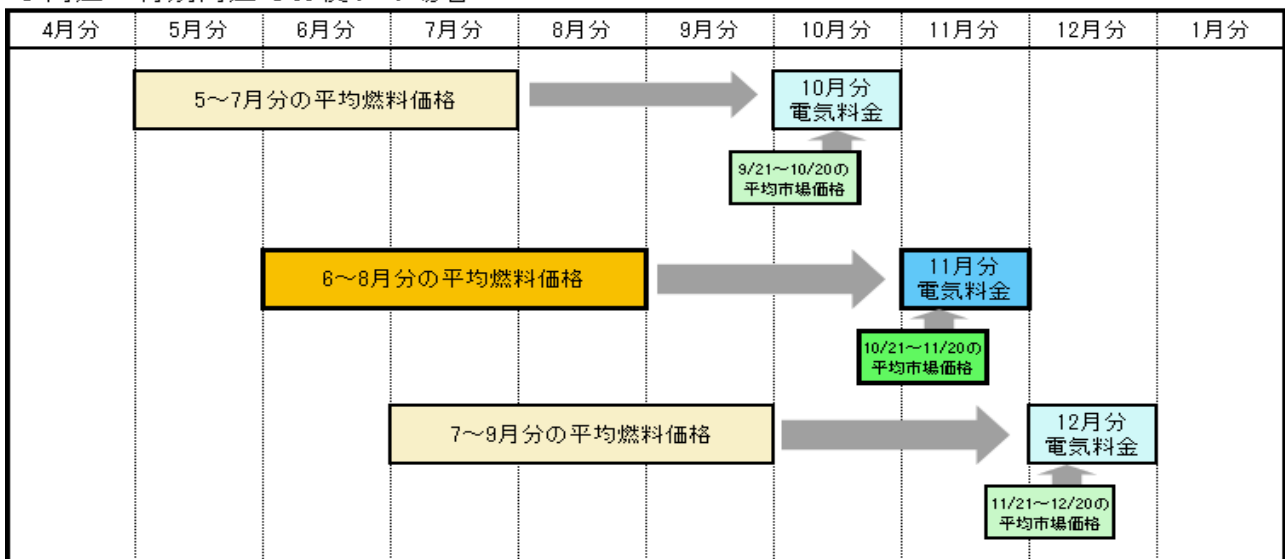 4月分 5月分 6月分 7月分 8月分 9月分 10月分 11月分 12月分 1月分
5～7月分の平均燃料価格
10月分
電気料金
9/21～10/20の
平均市場価格
6～8月分の平均燃料価格
11月分
電気料金
10/21～11/20の
平均市場価格
7～9月分の平均燃料価格
12月分
電気料金
11/21～12/20の
平均市場価格